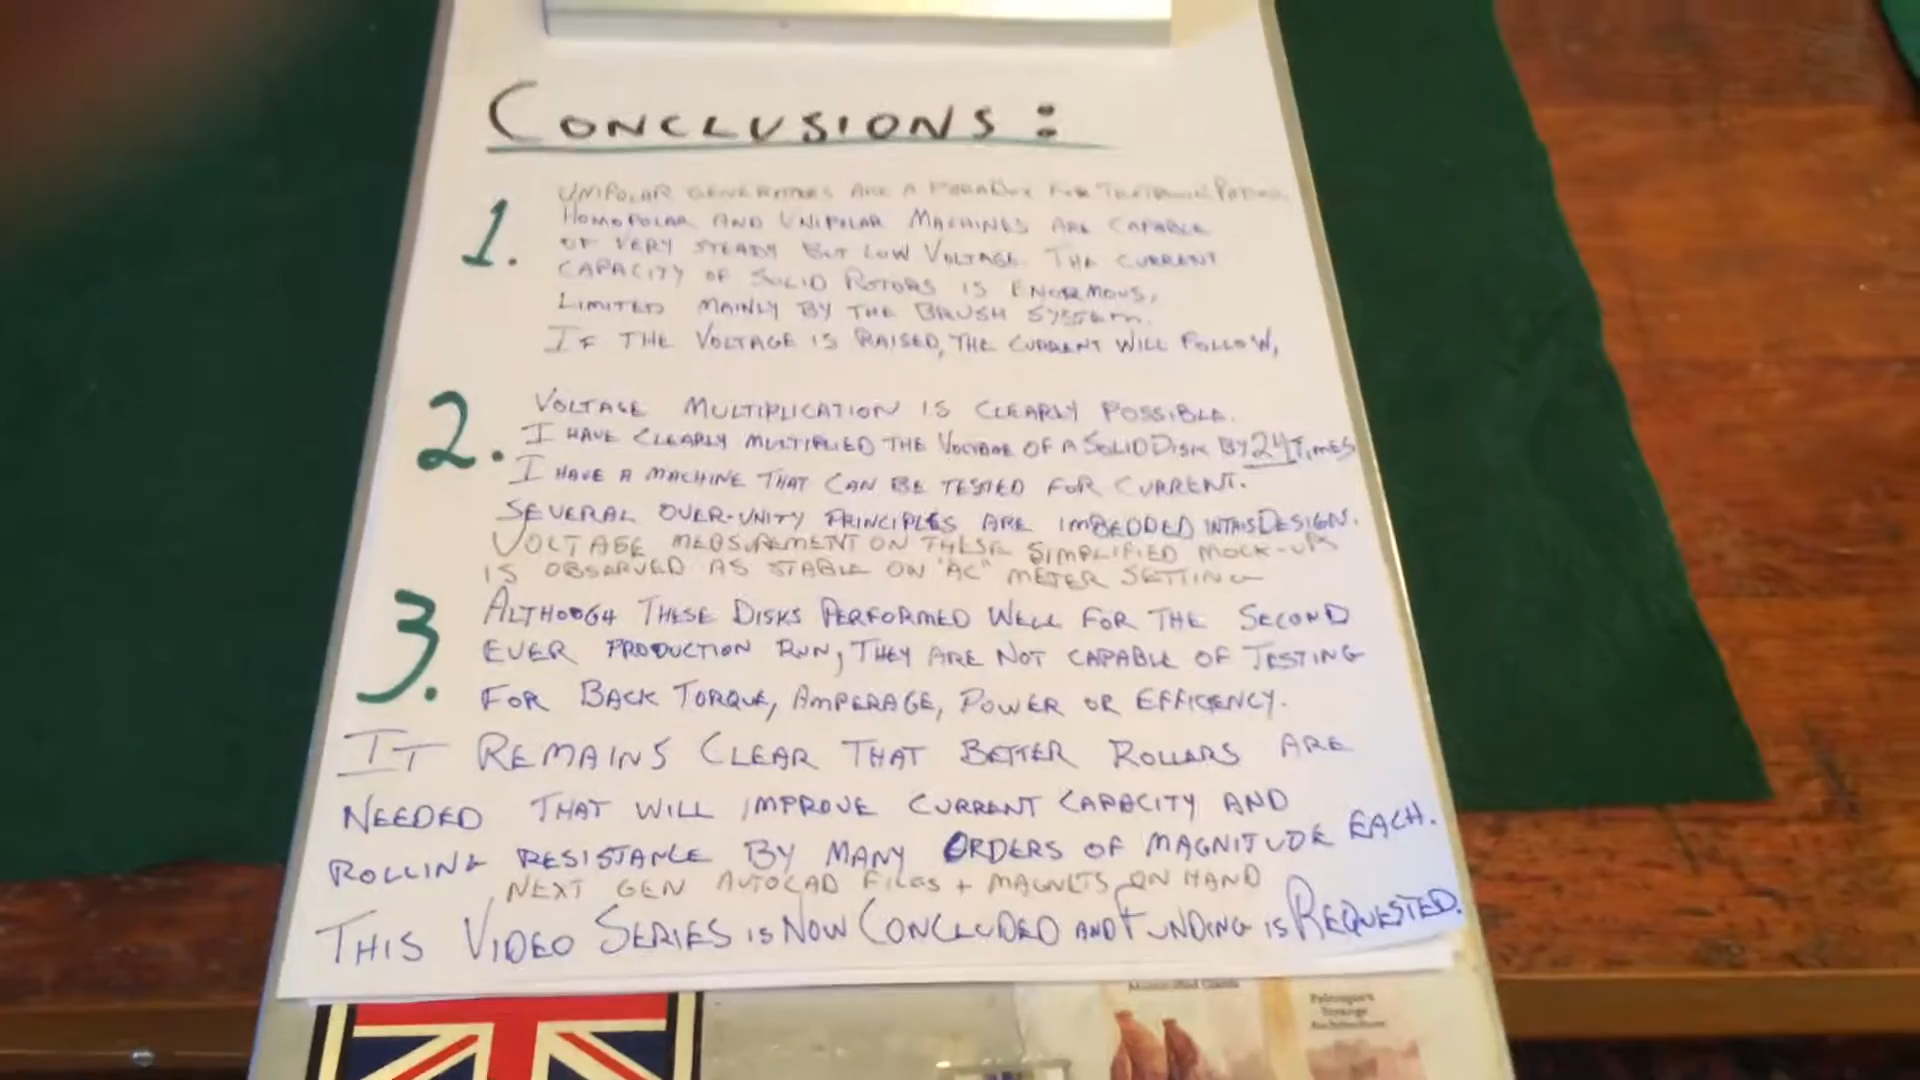 CONCLUSIONS:
1. UNIPOLAR GENERATORS ARE A PARADOX FOR
HOMOPOLAR AND UNIPOLAR MACHINES ARE CAPABLE
OF VERY STEADY BUT LOW VOLTAGE. THE CURRENT
CAPACITY OF SOLID ROTORS IS ENORMOUS,
LIMITED MAINLY BY THE BRUSH SYSTEM.
IF THE VOLTAGE IS RAISED, THE CURRENT WILL FOLLOW,
2. VOLTAGE MULTIPLICATION IS CLEARLY POSSIBLE.
I HAVE CLEARLY MULTIPLIED THE VOLTAGE OF A SOLID DISK BY 24 TIMES
I HAVE A MACHINE THAT CAN BE TESTED FOR CURRENT.
SEVERAL OVER-UNITY PRINCIPLES ARE IMBEDDED IN THIS DESIGN.
VOLTAGE MEASUREMENT ON THESE SIMPLIFIED MOCK-UPS
IS OBSERVED AS STABLE ON "AC" METER SETTING
3. ALTHOUGH THESE DISKS PERFORMED WELL FOR THE SECOND
EVER PRODUCTION RUN, THEY ARE NOT CAPABLE OF TESTING
FOR BACK TORQUE, AMPERAGE, POWER OR EFFICENCY.
IT REMAINS CLEAR THAT BETTER ROLLERS ARE
NEEDED THAT WILL IMPROVE CURRENT CAPACITY AND
ROLLING RESISTANCE BY MANY ORDERS OF MAGNITUDE EACH.
NEXT GEN AUTOCAD FILES + MAGNETS ON HAND
THIS VIDEO SERIES IS NOW CONCLUDED AND FUNDING IS REQUESTED.
Strange
Architecture